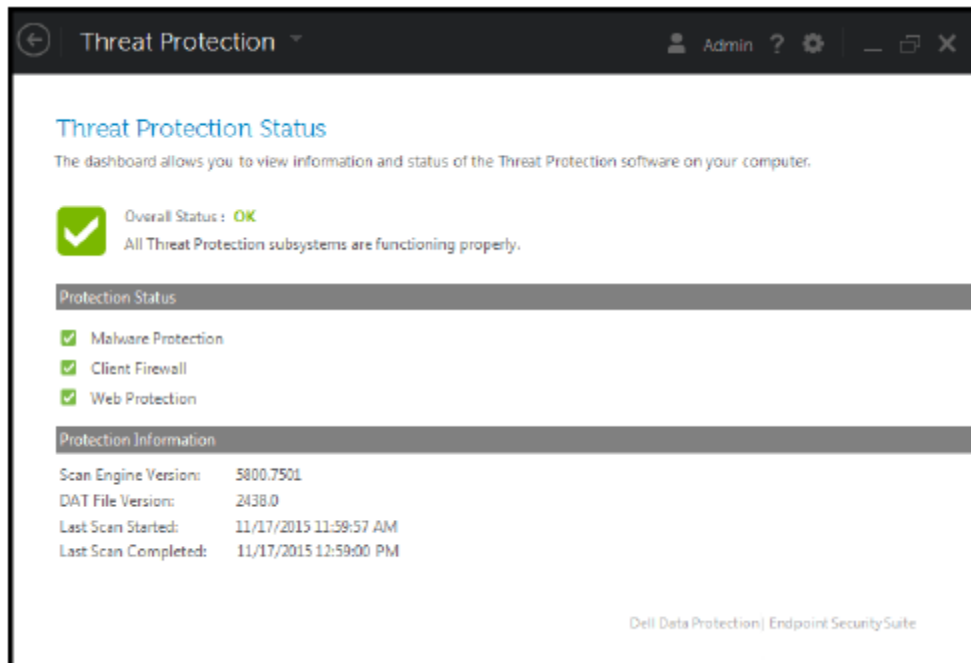 Threat Protection
Admin ?
Threat Protection Status
The dashboard allows you to view information and status of the Threat Protection software on your computer.
Overall Status : OK
All Threat Protection subsystems are functioning properly.
Protection Status
Malware Protection
Client Firewall
Web Protection
Protection Information
Scan Engine Version: 5800.7501
DAT File Version: 2438.0
Last Scan Started: 11/17/2015 11:59:57 AM
Last Scan Completed: 11/17/2015 12:59:00 PM
Dell Data Protection | Endpoint Security Suite